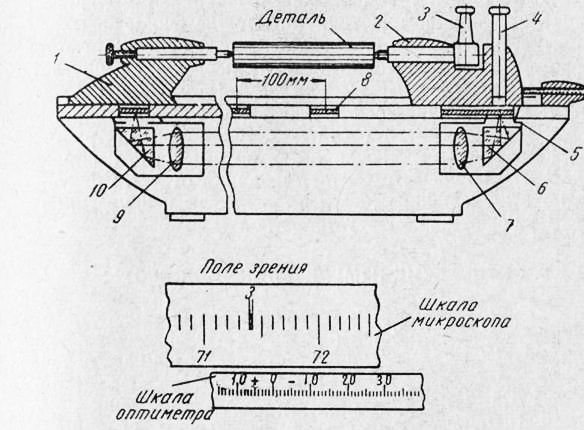 Деталь
1
2
3
4
100мм
8
5
10
9
7
6
Поле зрения
3
71
72
Шкала
микроскопа
1,0 ± 0 - 1,0 2,0 3,0
Шкала
оптиметра